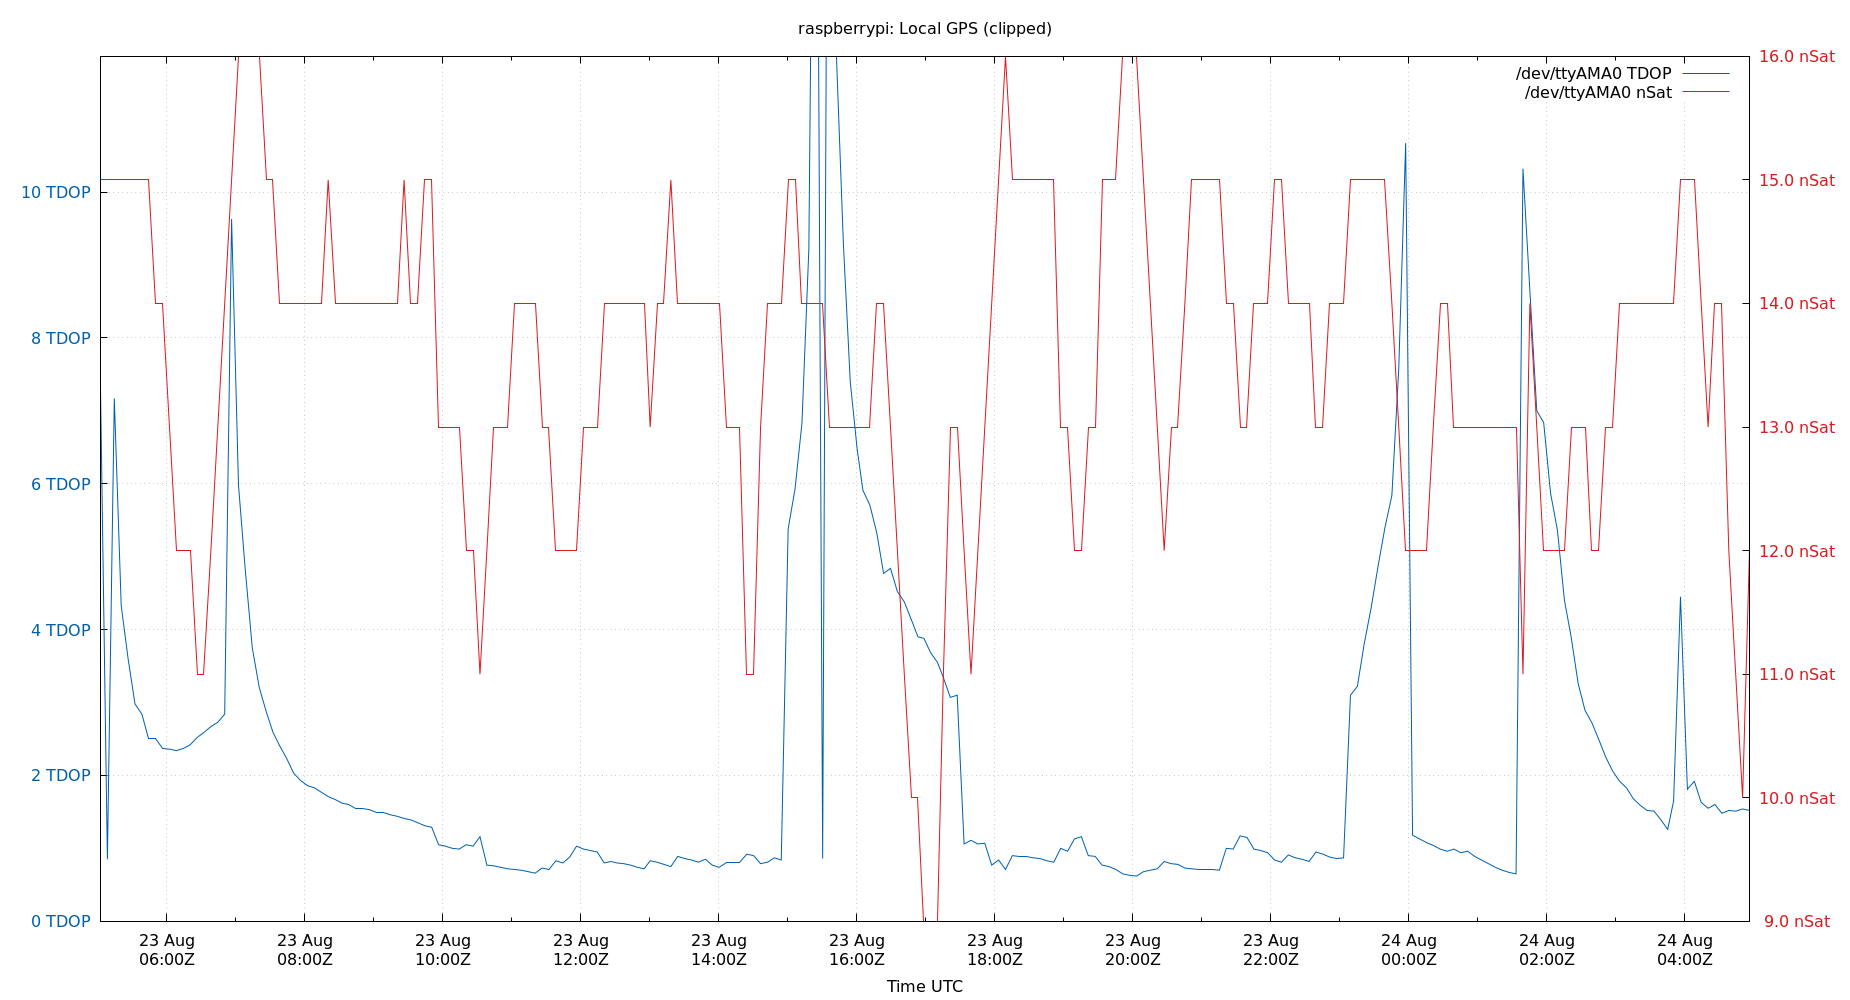 raspberrypi: Local GPS (clipped)
/dev/ttyAMA0 TDOP
/dev/ttyAMA0 nSat
10 TDOP
8 TDOP
6 TDOP
4 TDOP
2 TDOP
0 TDOP
16.0 nSat
15.0 nSat
14.0 nSat
13.0 nSat
12.0 nSat
11.0 nSat
10.0 nSat
9.0 nSat
23 Aug 23 Aug 23 Aug 23 Aug 23 Aug 23 Aug 23 Aug 23 Aug 23 Aug 24 Aug 24 Aug 24 Aug
06:00Z 08:00Z 10:00Z 12:00Z 14:00Z 16:00Z 18:00Z 20:00Z 22:00Z 00:00Z 02:00Z 04:00Z
Time UTC